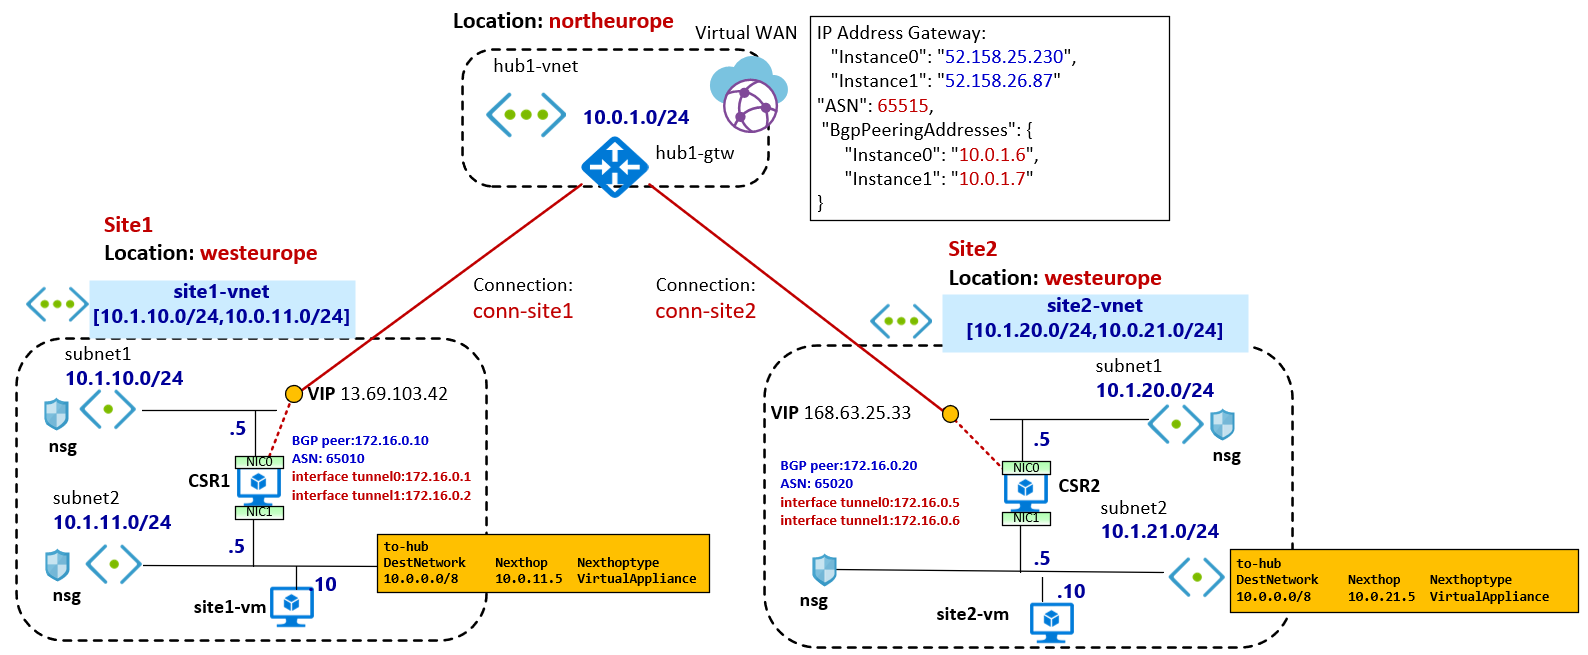 Location: northeurope
Virtual WAN
hub1-vnet
10.0.1.0/24
hub1-gtw
IP Address Gateway:
"Instance0": "52.158.25.230",
"Instance1": "52.158.26.87"
"ASN": 65515,
"BgpPeeringAddresses": {
"Instance0": "10.0.1.6",
"Instance1": "10.0.1.7"
}
Site1
Location: westeurope
site1-vnet
[10.1.10.0/24,10.0.11.0/24]
Connection:
conn-site1
Connection:
conn-site2
Site2
Location: westeurope
site2-vnet
[10.1.20.0/24,10.0.21.0/24]
subnet1
10.1.10.0/24
nsg
VIP 13.69.103.42
.5
BGP peer:172.16.0.10
ASN: 65010
interface tunnel0:172.16.0.1
interface tunnel1:172.16.0.2
NIC0
CSR1
NIC1
subnet2
10.1.11.0/24
.5
nsg
.10
site1-vm
to-hub
DestNetwork Nexthop Nexthoptype
10.0.0.0/8 10.0.11.5 VirtualAppliance
subnet1
10.1.20.0/24
nsg
VIP 168.63.25.33
.5
BGP peer:172.16.0.20
ASN: 65020
interface tunnel0:172.16.0.5
interface tunnel1:172.16.0.6
NIC0
CSR2
NIC1
subnet2
10.1.21.0/24
.5
nsg
.10
site2-vm
to-hub
DestNetwork Nexthop Nexthoptype
10.0.0.0/8 10.0.21.5 VirtualAppliance